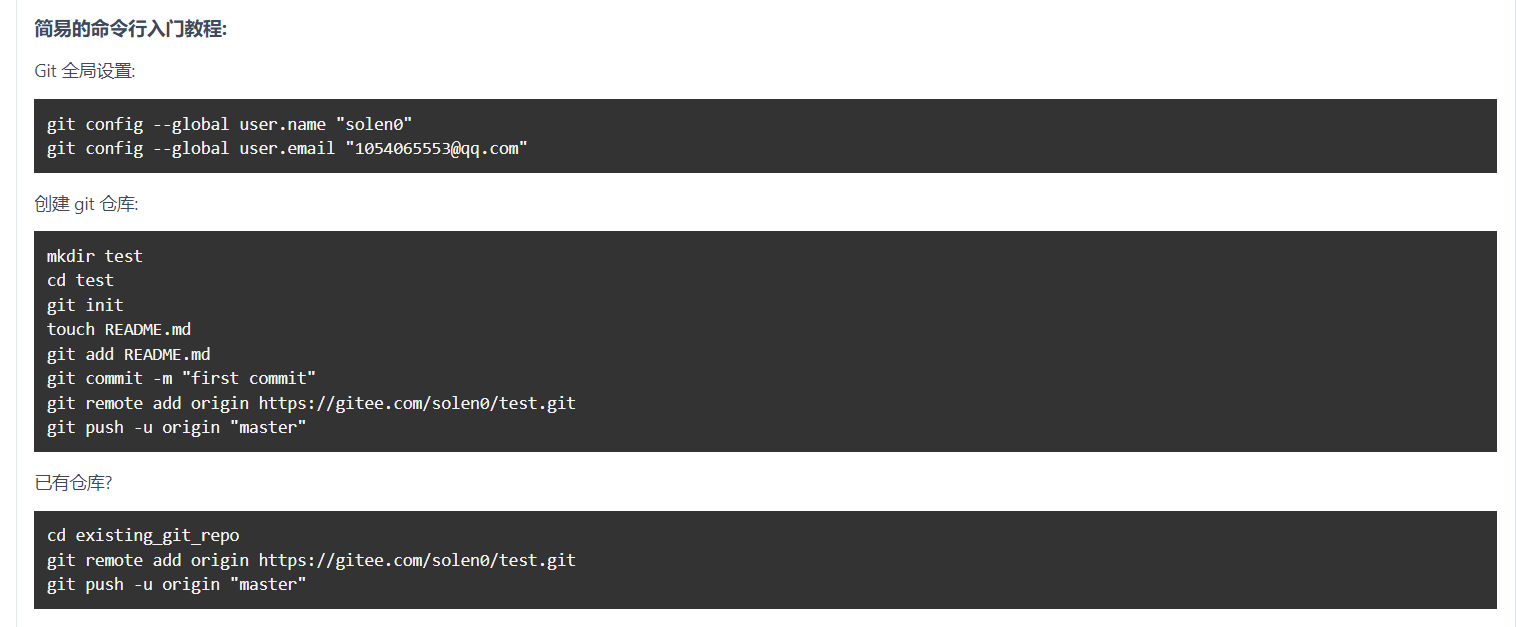 简易的命令行入门教程:
Git 全局设置:
git config --global user.name "solen0"
git config --global user.email "1054065553@qq.com"
创建 git 仓库:
mkdir test
cd test
git init
touch README.md
git add README.md
git commit -m "first commit"
git remote add origin https://gitee.com/solen0/test.git
git push -u origin "master"
已有仓库?
cd existing_git_repo
git remote add origin https://gitee.com/solen0/test.git
git push -u origin "master"